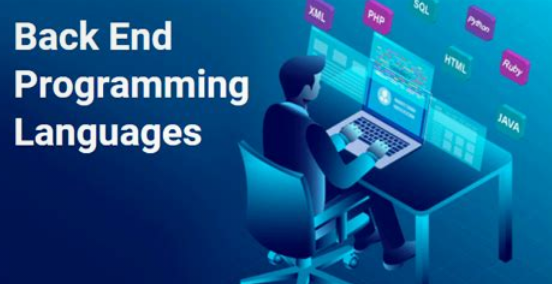 Back End
Programming
Languages
XML
PHP
SQL
Python
HTML
Ruby
JAVA